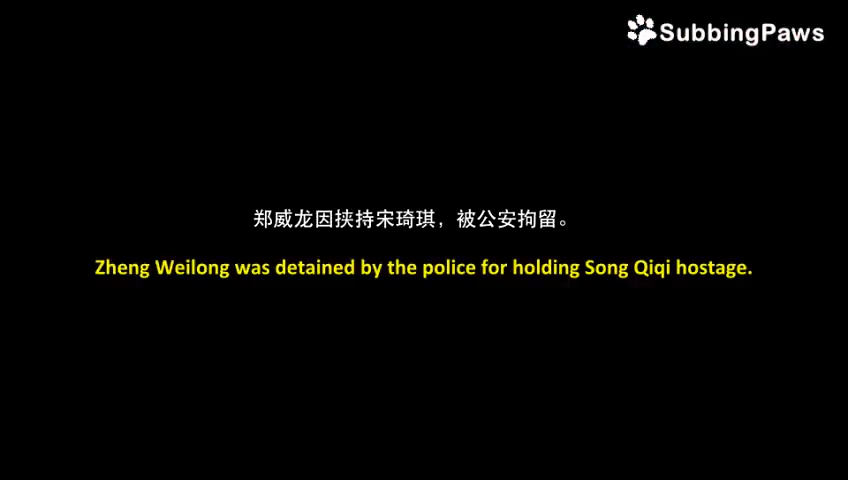 SubbingPaws
郑威龙因挟持宋琦琪，被公安拘留。
Zheng Weilong was detained by the police for holding Song Qiqi hostage.